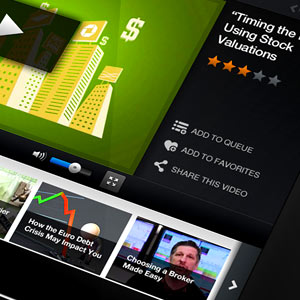 "Timing the
Using Stock
Valuations
ADD TO QUEUE
ADD TO FAVORITES
SHARE THIS VIDEO
How the Euro Debt
Crisis May Impact You
Choosing a Broker
Made Easy